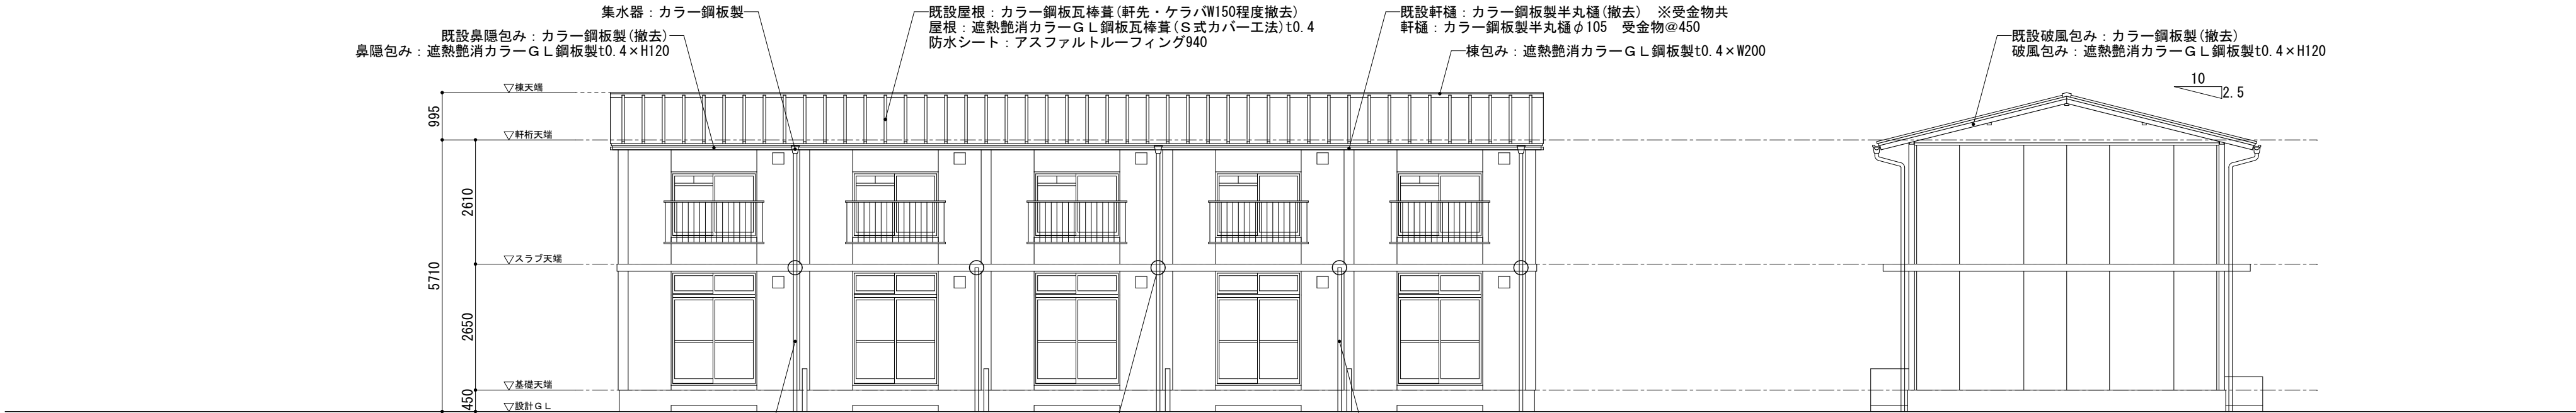 集水器：カラー鋼板製
既設鼻隠包み：カラー鋼板製(撤去)
鼻隠包み：遮熱艶消カラーＧＬ鋼板製t0.4×H120
既設屋根：カラー鋼板瓦棒葺(軒先・ケラバW150程度撤去)
屋根：遮熱艶消カラーＧＬ鋼板瓦棒葺(Ｓ式カバー工法)t0.4
防水シート：アスファルトルーフィング940
既設軒樋：カラー鋼板製半丸樋(撤去)　※受金物共
軒樋：カラー鋼板製半丸樋φ105　受金物@450
棟包み：遮熱艶消カラーＧＬ鋼板製t0.4×W200
既設破風包み：カラー鋼板製(撤去)
破風包み：遮熱艶消カラーＧＬ鋼板製t0.4×H120
10
2.5
▽棟天端
995
▽軒桁天端
2610
▽スラブ天端
5710
2650
▽基礎天端
450
▽設計ＧＬ